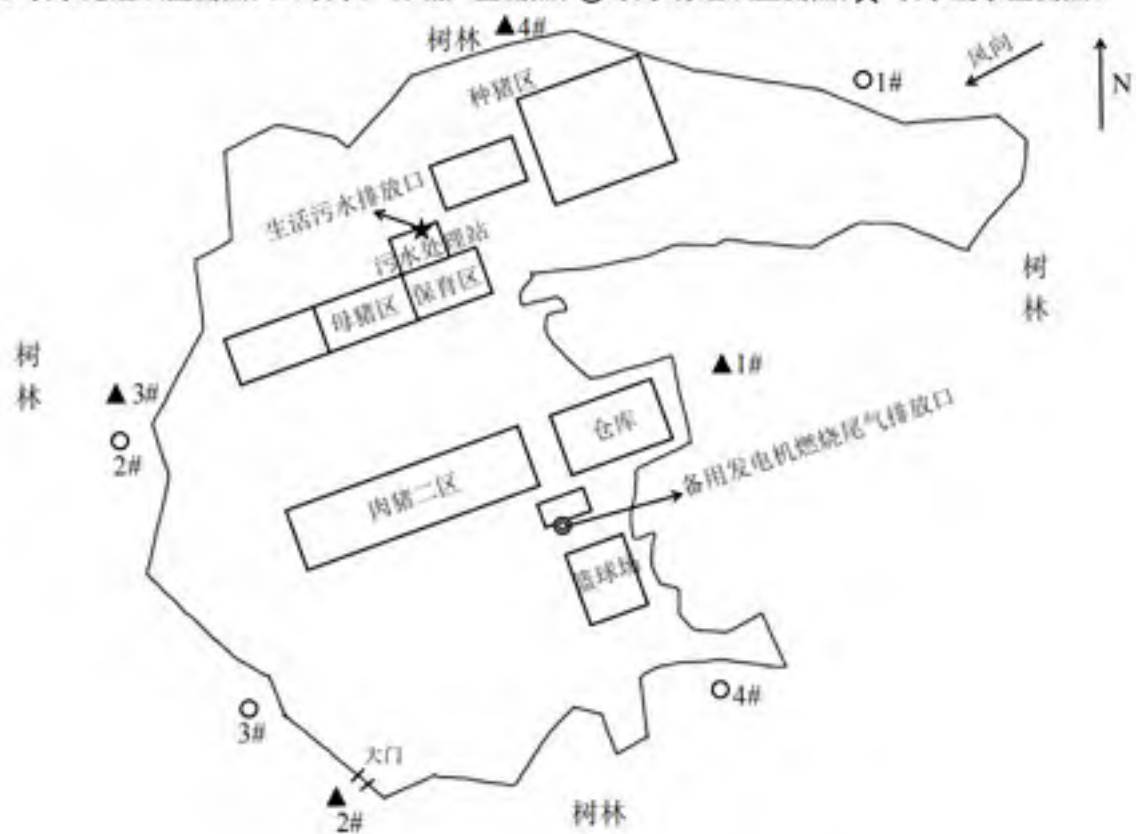 树林
▲4#
种猪区
风向
N
○1#
生活污水排放口
★
污水处理站
保育区
母猪区
树林
树林
▲3#
○
2#
▲1#
仓库
备用发电机燃烧尾气排放口
肉猪二区
◎
篮球场
○
3#
○4#
大门
▲
2#
树林